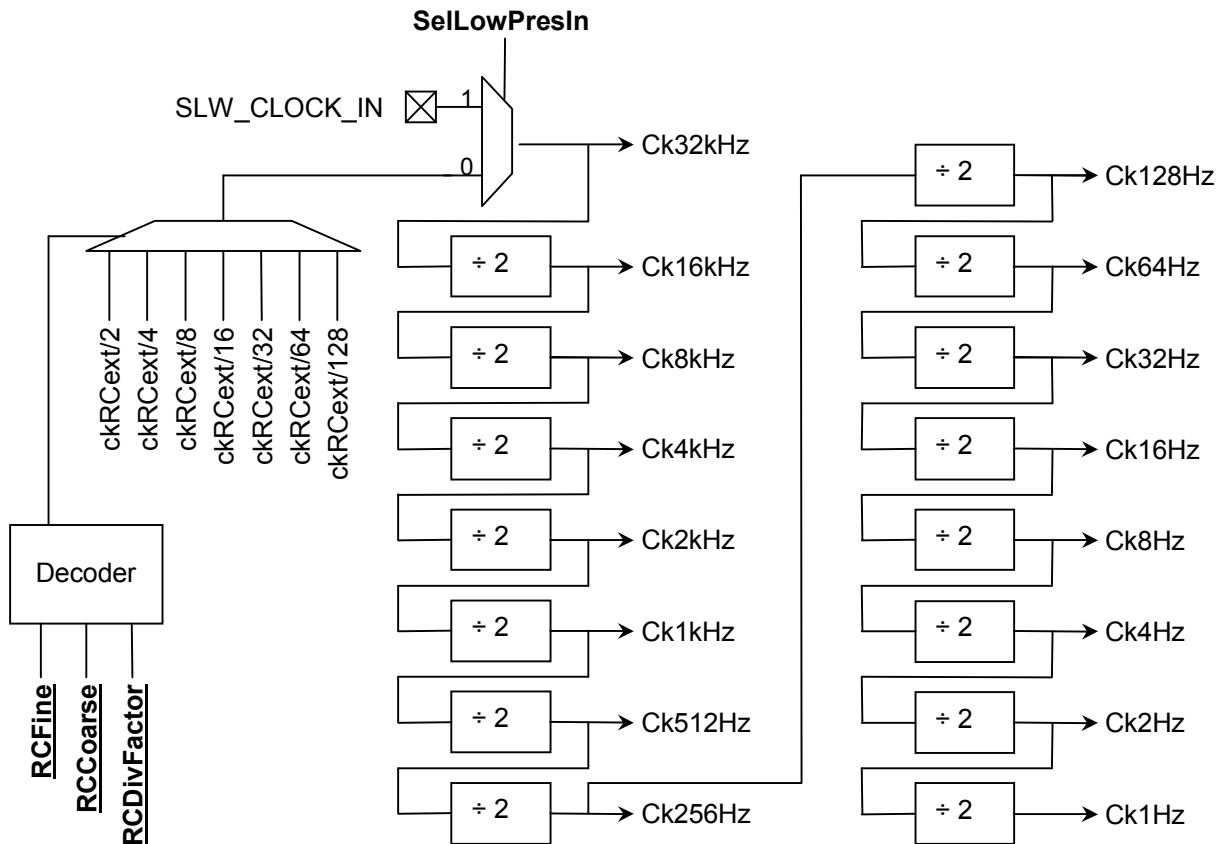 SelLowPresIn
SLW_CLOCK_IN
1
0
Ck32kHz
ckRCext/2
ckRCext/4
ckRCext/8
ckRCext/16
ckRCext/32
ckRCext/64
ckRCext/128
Decoder
RCFine
RCCoarse
RCDivFactor
÷ 2
Ck16kHz
÷ 2
Ck8kHz
÷ 2
Ck4kHz
÷ 2
Ck2kHz
÷ 2
Ck1kHz
÷ 2
Ck512Hz
÷ 2
Ck256Hz
÷ 2
Ck128Hz
÷ 2
Ck64Hz
÷ 2
Ck32Hz
÷ 2
Ck16Hz
÷ 2
Ck8Hz
÷ 2
Ck4Hz
÷ 2
Ck2Hz
÷ 2
Ck1Hz